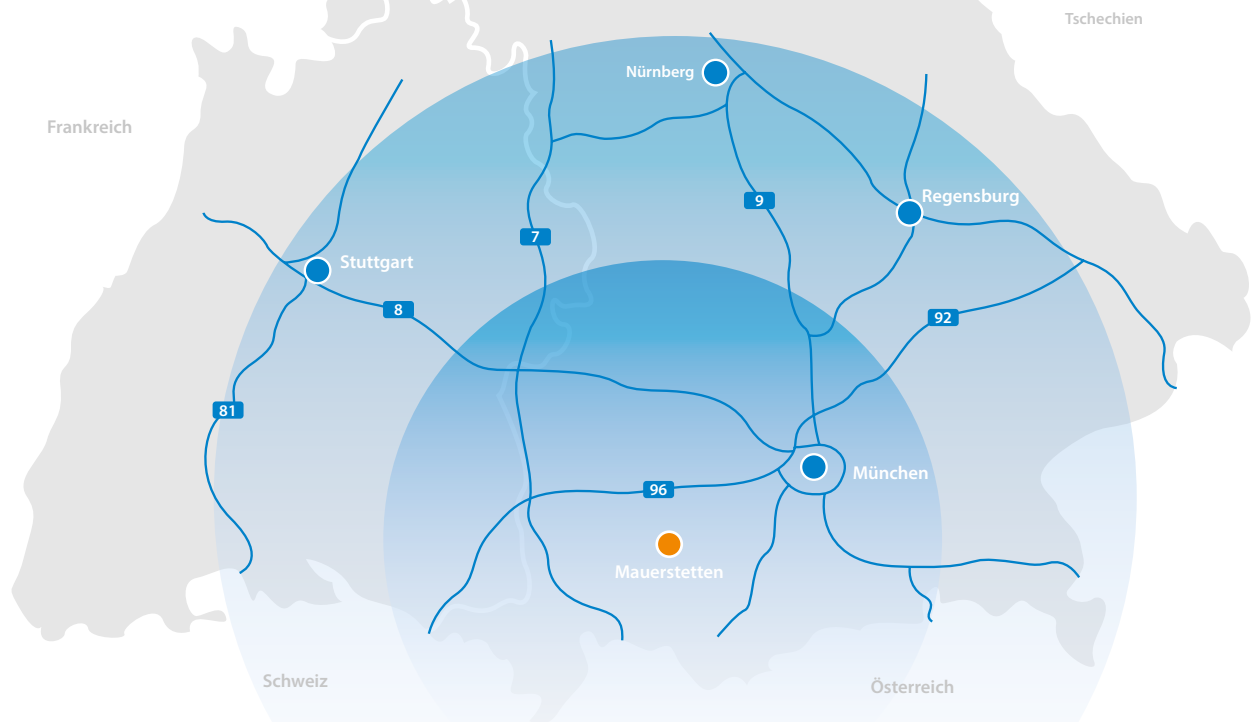 Tschechien
Nürnberg
Frankreich
9
Regensburg
7
Stuttgart
8
92
81
München
96
Mauerstetten
Schweiz
Österreich